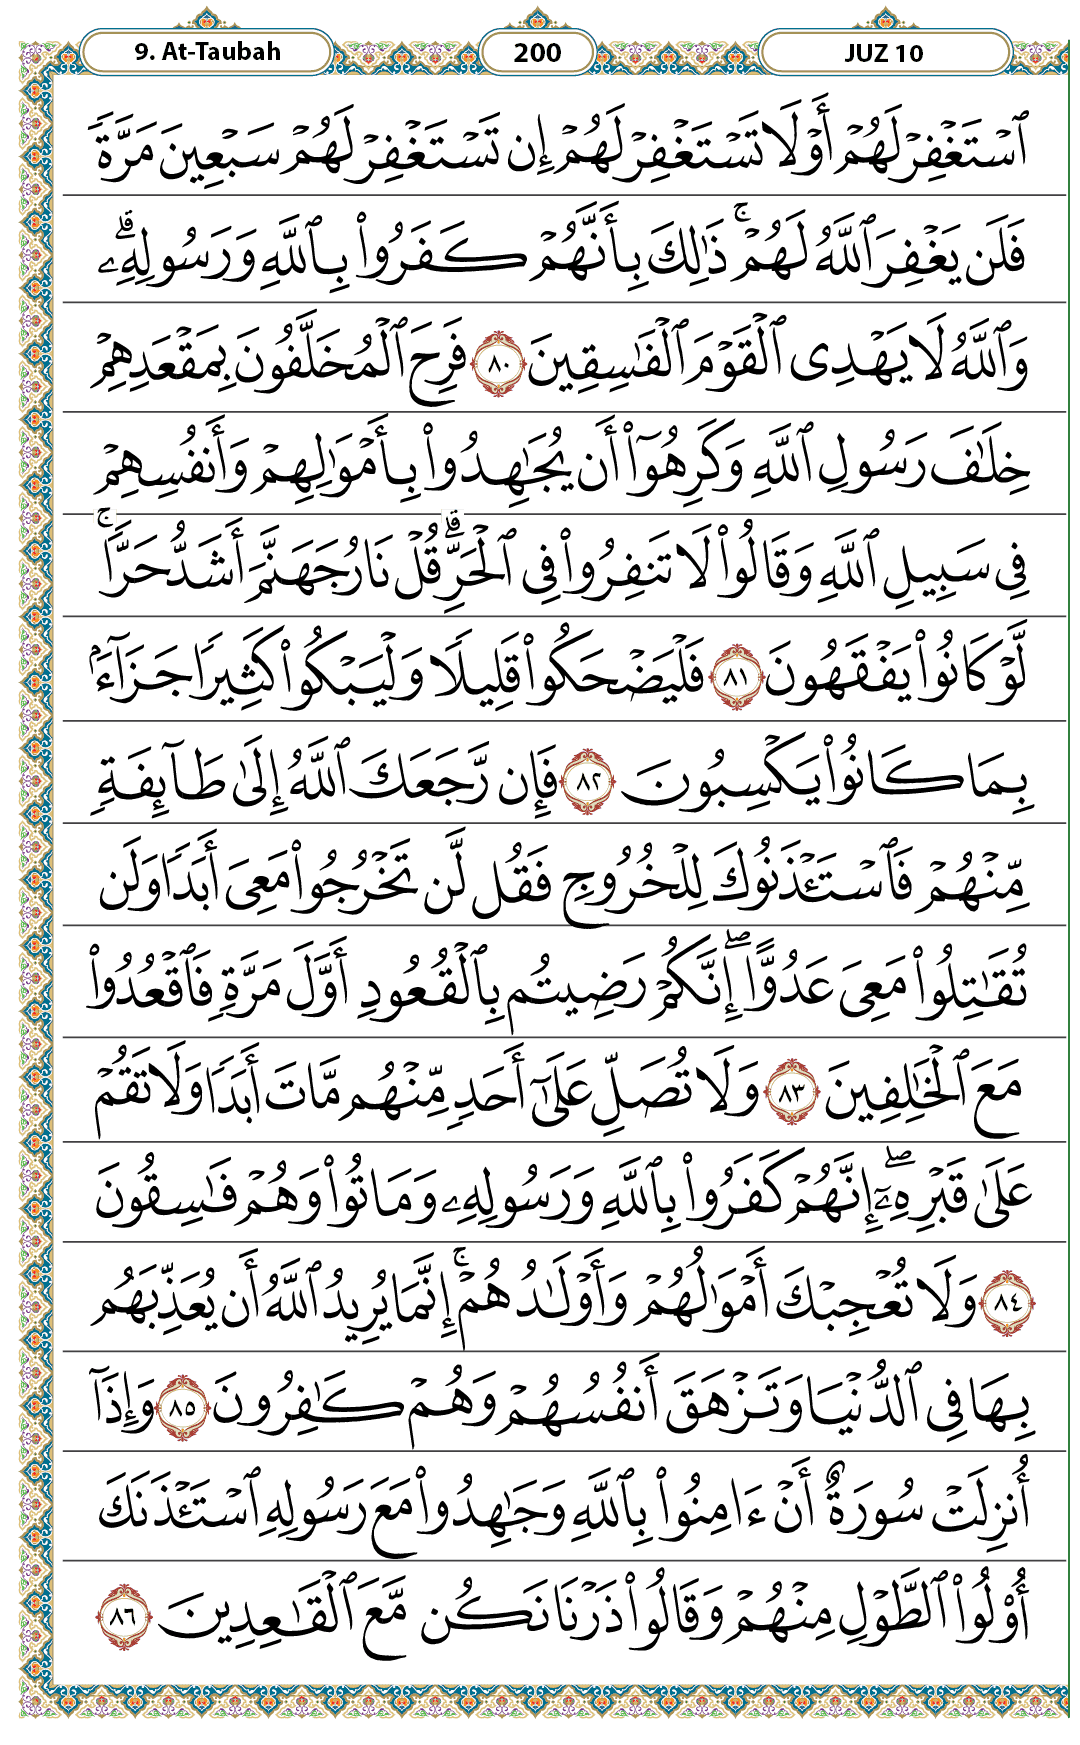 9. At-Taubah
200
JUZ 10
ٱسۡتَغۡفِرۡ لَهُمۡ أَوۡ لَا تَسۡتَغۡفِرۡ لَهُمۡ إِن تَسۡتَغۡفِرۡ لَهُمۡ سَبۡعِينَ مَرَّةٗ
فَلَن يَغۡفِرَ ٱللَّهُ لَهُمۡۚ ذَٰلِكَ بِأَنَّهُمۡ كَفَرُواْ بِٱللَّهِ وَرَسُولِهِۦۗ
وَٱللَّهُ لَا يَهۡدِي ٱلۡقَوۡمَ ٱلۡفَٰسِقِينَ ٨٠ فَرِحَ ٱلۡمُخَلَّفُونَ بِمَقۡعَدِهِمۡ
خِلَٰفَ رَسُولِ ٱللَّهِ وَكَرِهُوٓاْ أَن يُجَٰهِدُواْ بِأَمۡوَٰلِهِمۡ وَأَنفُسِهِمۡ
فِي سَبِيلِ ٱللَّهِ وَقَالُواْ لَا تَنفِرُواْ فِي ٱلۡحَرِّۗ قُلۡ نَارُ جَهَنَّمَ أَشَدُّ حَرّٗاۚ
لَّوۡ كَانُواْ يَفۡقَهُونَ ٨١ فَلۡيَضۡحَكُواْ قَلِيلٗا وَلۡيَبۡكُواْ كَثِيرٗا جَزَآءَۢ
بِمَا كَانُواْ يَكۡسِبُونَ ٨٢ فَإِن رَّجَعَكَ ٱللَّهُ إِلَىٰ طَآئِفَةٖ
مِّنۡهُمۡ فَٱسۡتَـٔۡذَنُوكَ لِلۡخُرُوجِ فَقُل لَّن تَخۡرُجُواْ مَعِيَ أَبَدٗا وَلَن
تُقَٰتِلُواْ مَعِيَ عَدُوًّاۖ إِنَّكُمۡ رَضِيتُم بِٱلۡقُعُودِ أَوَّلَ مَرَّةٖ فَٱقۡعُدُواْ
مَعَ ٱلۡخَٰلِفِينَ ٨٣ وَلَا تُصَلِّ عَلَىٰٓ أَحَدٖ مِّنۡهُم مَّاتَ أَبَدٗا وَلَا تَقُمۡ
عَلَىٰ قَبۡرِهِۦٓۖ إِنَّهُمۡ كَفَرُواْ بِٱللَّهِ وَرَسُولِهِۦ وَمَاتُواْ وَهُمۡ فَٰسِقُونَ
٨٤ وَلَا تُعۡجِبۡكَ أَمۡوَٰلُهُمۡ وَأَوۡلَٰدُهُمۡۚ إِنَّمَا يُرِيدُ ٱللَّهُ أَن يُعَذِّبَهُم
بِهَا فِي ٱلدُّنۡيَا وَتَزۡهَقَ أَنفُسُهُمۡ وَهُمۡ كَٰفِرُونَ ٨٥ وَإِذَآ
أُنزِلَتۡ سُورَةٌ أَنۡ ءَامِنُواْ بِٱللَّهِ وَجَٰهِدُواْ مَعَ رَسُولِهِ ٱسۡتَـٔۡذَنَكَ
أُوْلُواْ ٱلطَّوۡلِ مِنۡهُمۡ وَقَالُواْ ذَرۡنَا نَكُن مَّعَ ٱلۡقَٰعِدِينَ ٨٦